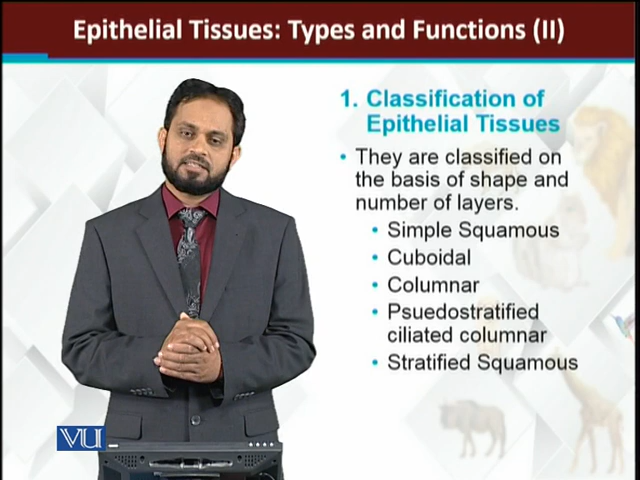 Epithelial Tissues: Types and Functions (II)
1. Classification of
Epithelial Tissues
• They are classified on
the basis of shape and
number of layers.
• Simple Squamous
• Cuboidal
• Columnar
• Psuedostratified
ciliated columnar
• Stratified Squamous
VU